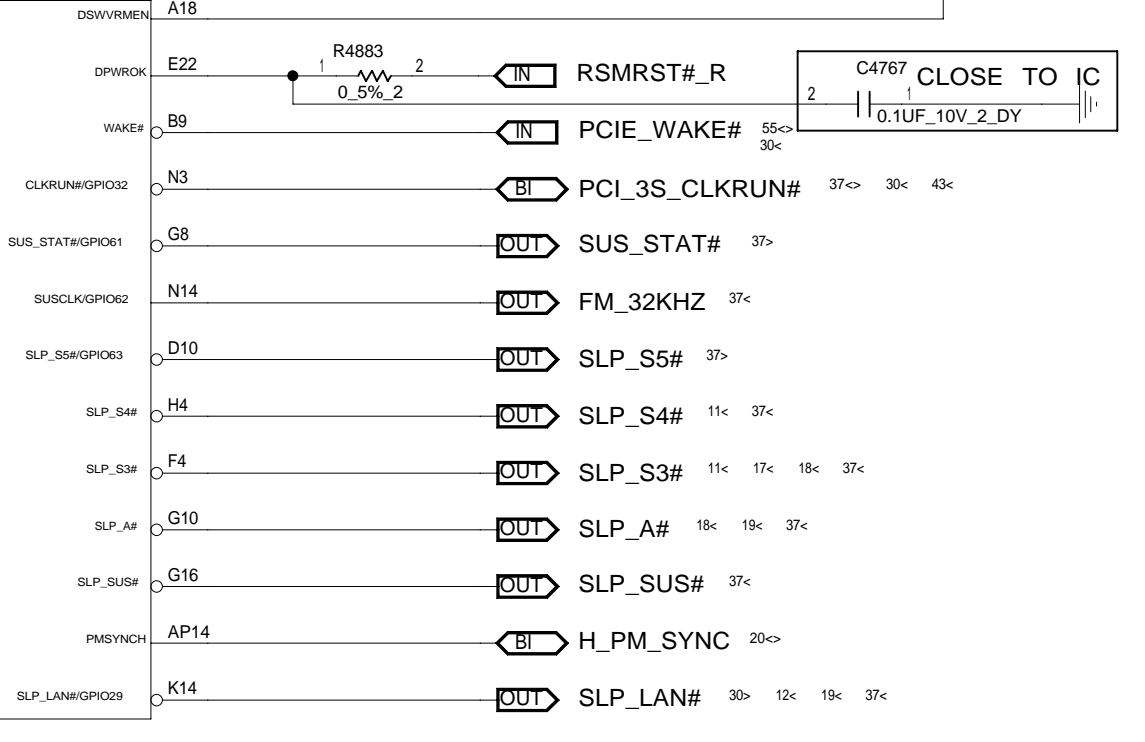 DSWVRMEN A18
R4883
DPWROK E22 1 2 IN RSMRST#_R
0_5%_2
C4767 CLOSE TO IC
2 1
0.1UF_10V_2_DY
WAKE# B9 IN PCIE_WAKE# 55<>
30<
CLKRUN#/GPIO32 N3 BI PCI_3S_CLKRUN# 37<> 30< 43<
SUS_STAT#/GPIO61 G8 OUT SUS_STAT# 37>
SUSCLK/GPIO62 N14 OUT FM_32KHZ 37<
SLP_S5#/GPIO63 D10 OUT SLP_S5# 37>
SLP_S4# H4 OUT SLP_S4# 11< 37<
SLP_S3# F4 OUT SLP_S3# 11< 17< 18< 37<
SLP_A# G10 OUT SLP_A# 18< 19< 37<
SLP_SUS# G16 OUT SLP_SUS# 37<
PMSYNCH AP14 BI H_PM_SYNC 20<>
SLP_LAN#/GPIO29 K14 OUT SLP_LAN# 30> 12< 19< 37<